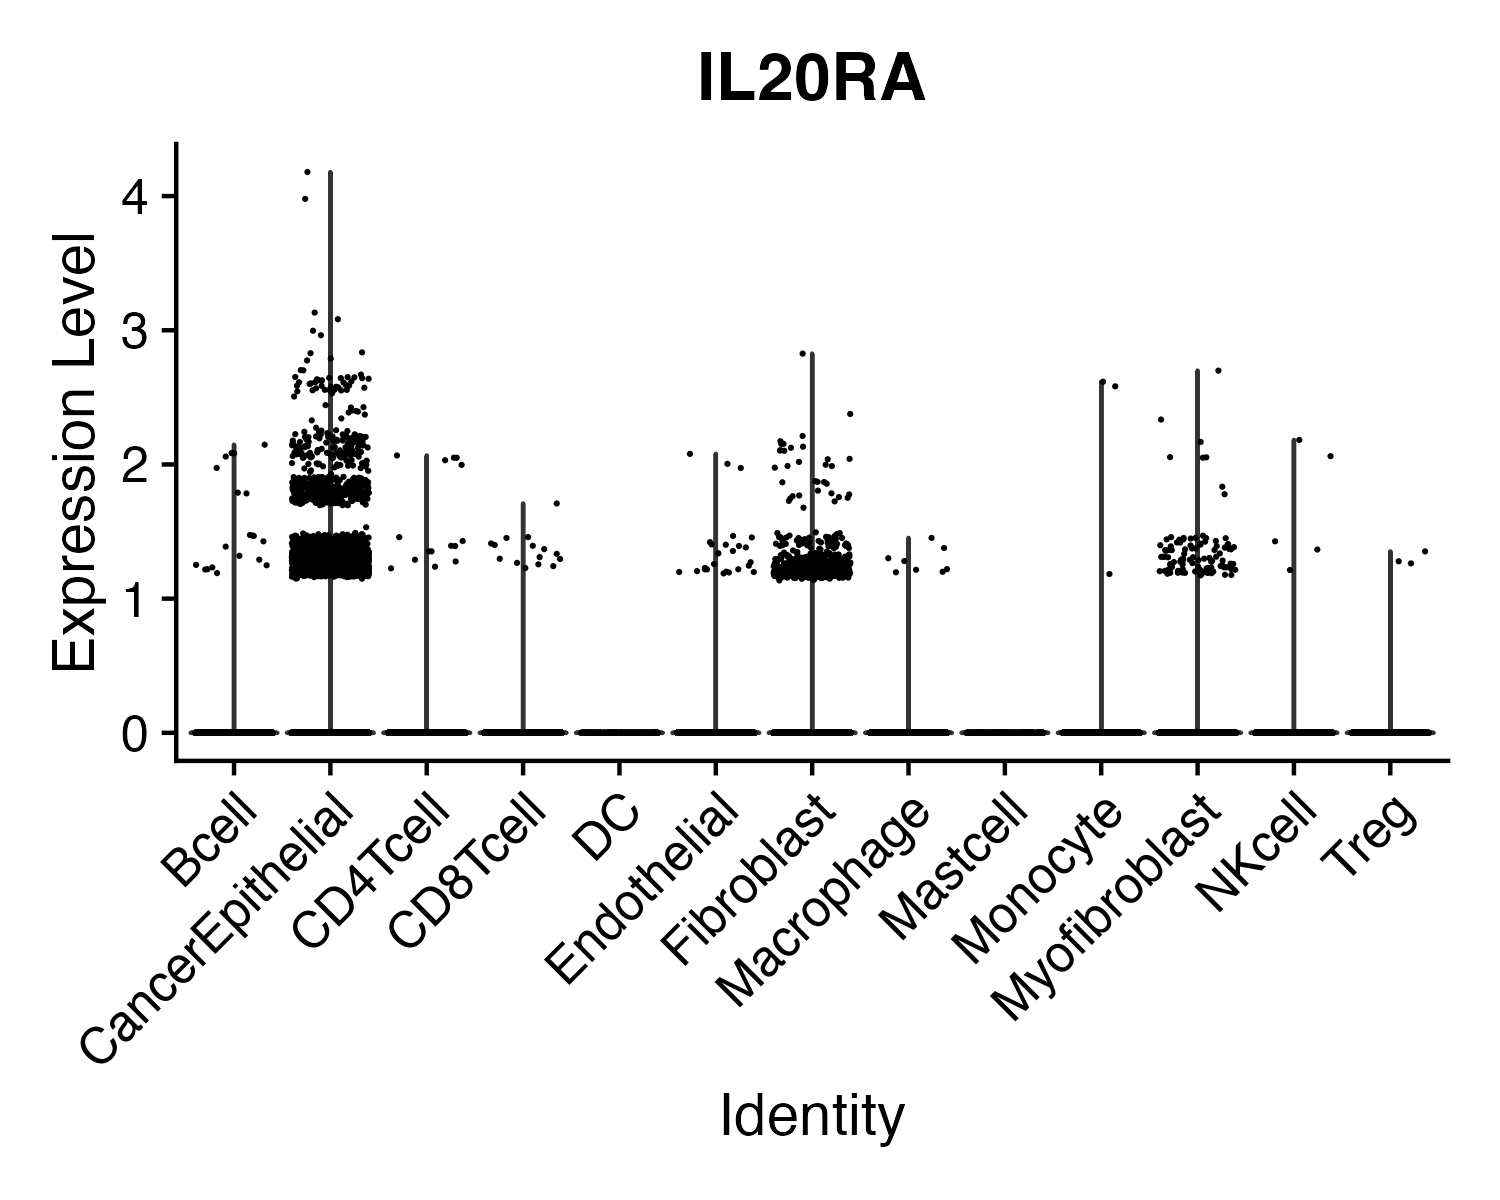 IL20RA
Expression Level
4
3
2
1
0
Bcell
CancerEpithelial
CD4Tcell
CD8Tcell
DC
Endothelial
Fibroblast
Macrophage
Mastcell
Monocyte
Myofibroblast
NKcell
Treg
Identity